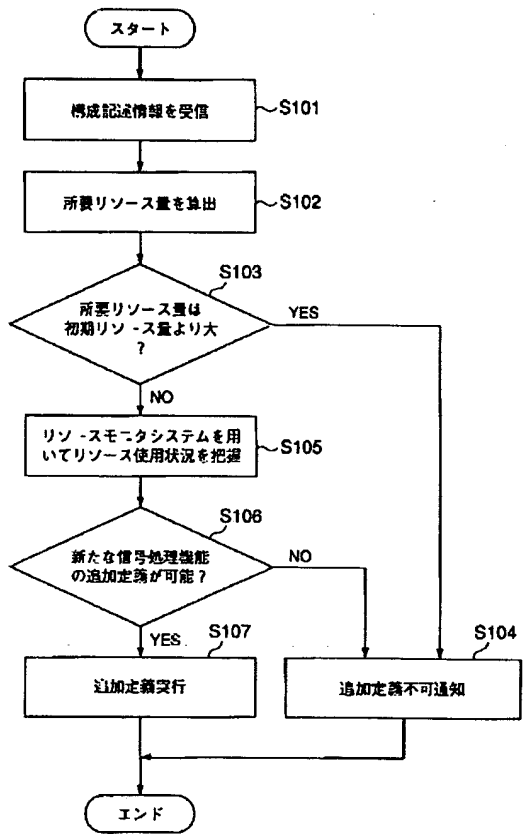 スタート
構成記述情報を受信
S101
所要リソース量を算出
S102
S103
所要リソース量は
初期リソース量より大
?
YES
NO
リソースモニタシステムを用
いてリソース使用状況を把握
S105
S106
新たな信号処理機能
の追加定義が可能?
NO
YES
S107
追加定義実行
S104
追加定義不可通知
エンド